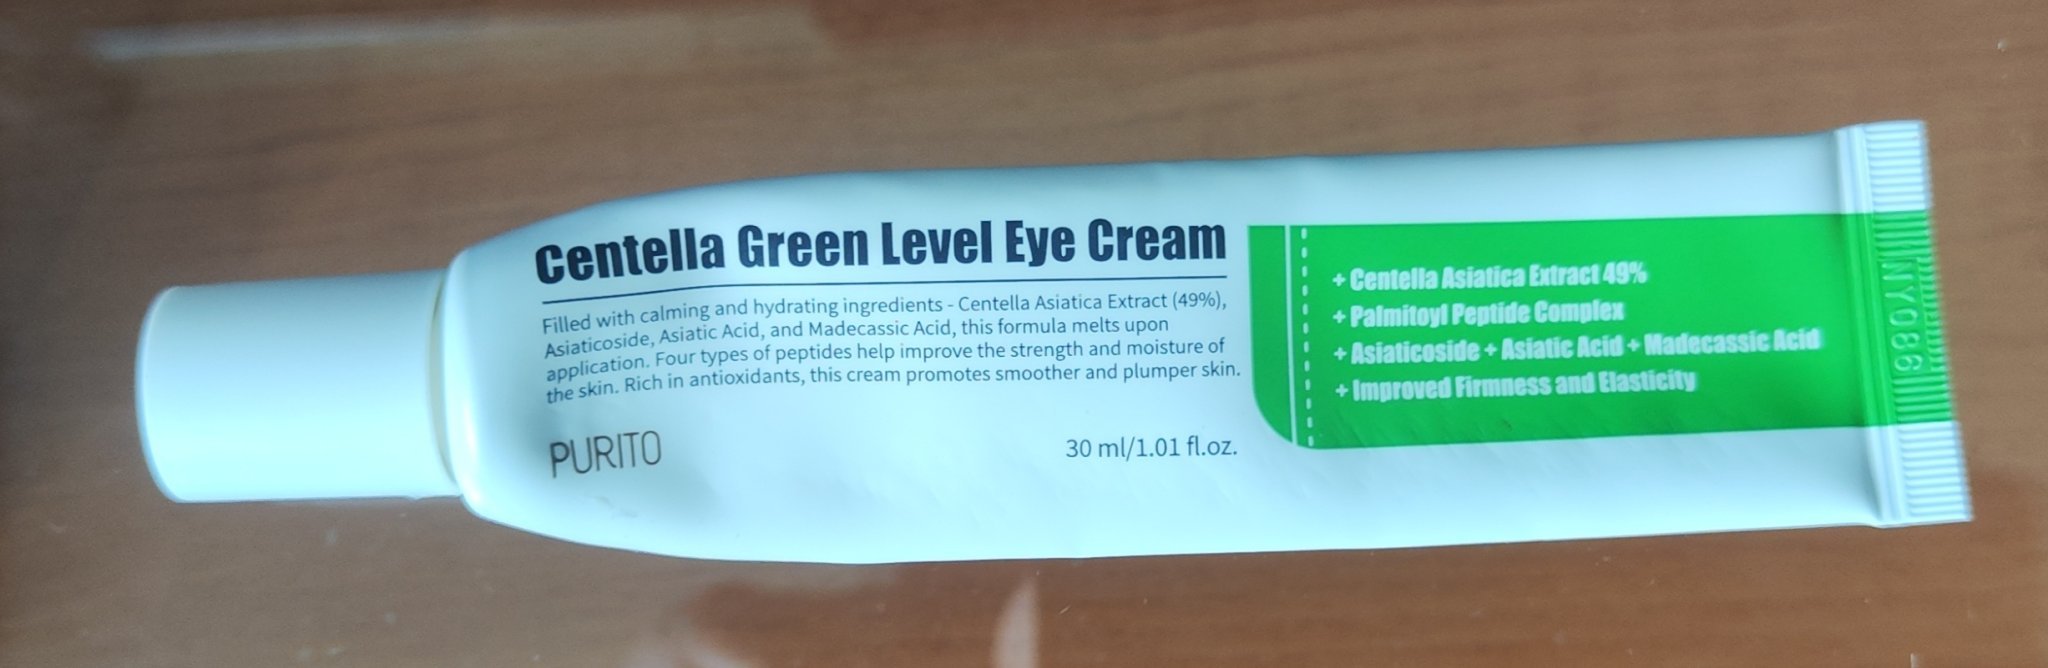 Centella Green Level Eye Cream
Filled with calming and hydrating ingredients - Centella Asiatica Extract (49%),
Asiaticoside, Asiatic Acid, and Madecassic Acid, this formula melts upon
application. Four types of peptides help improve the strength and moisture of
the skin. Rich in antioxidants, this cream promotes smoother and plumper skin.
PURITO
30 ml/1.01 fl.oz.
+ Centella Asiatica Extract 49%
+ Palmitoyl Peptide Complex
+ Asiaticoside + Asiatic Acid + Madecassic Acid
+ Improved Firmness and Elasticity
NY086